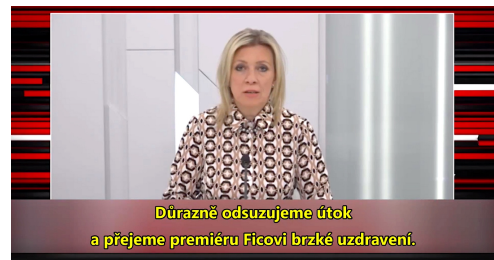 Důrazně odsuzujeme útok
a přejeme premiéru Ficovi brzké uzdravení.